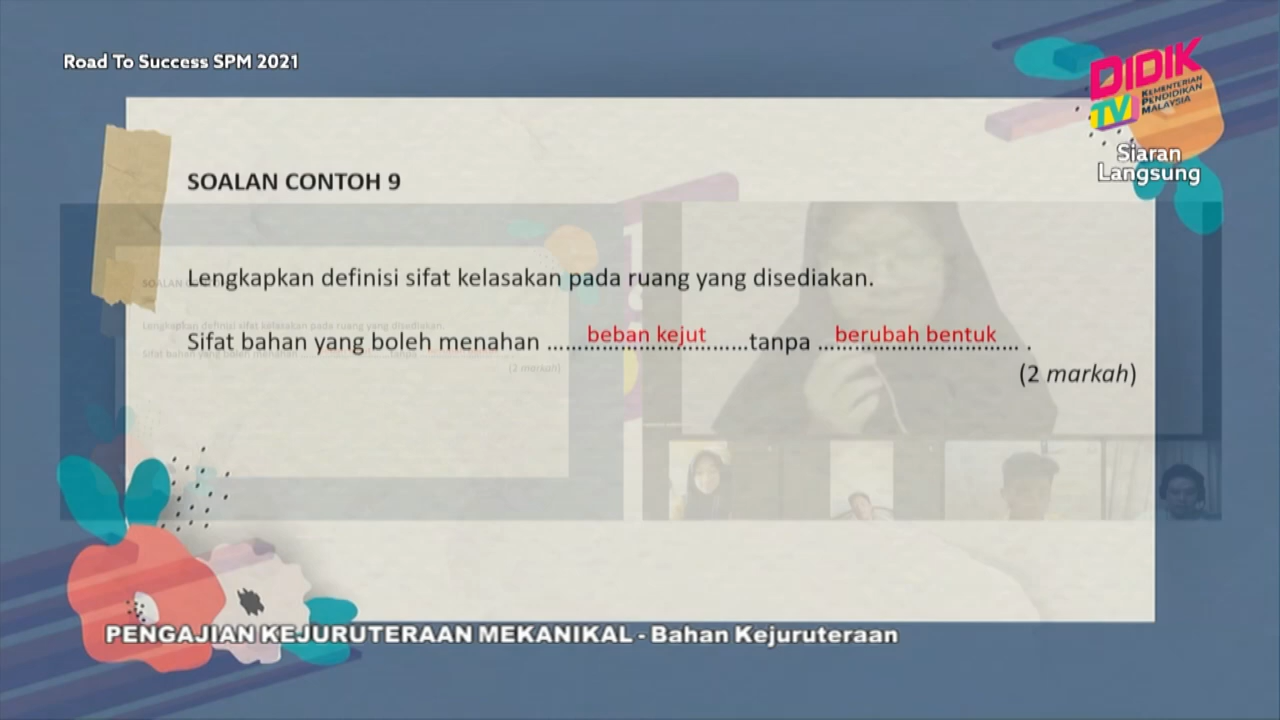 Road To Success SPM 2021
DIDIK
TV
KEMENTERIAN
PENDIDIKAN
MALAYSIA
Siaran
Langsung
SOALAN CONTOH 9
Lengkapkan definisi sifat kelasakan pada ruang yang disediakan.
Sifat bahan yang boleh menahan ..............beban kejut..............tanpa ..............berubah bentuk.............. .
(2 markah)
PENGAJIAN KEJURUTERAAN MEKANIKAL - Bahan Kejuruteraan